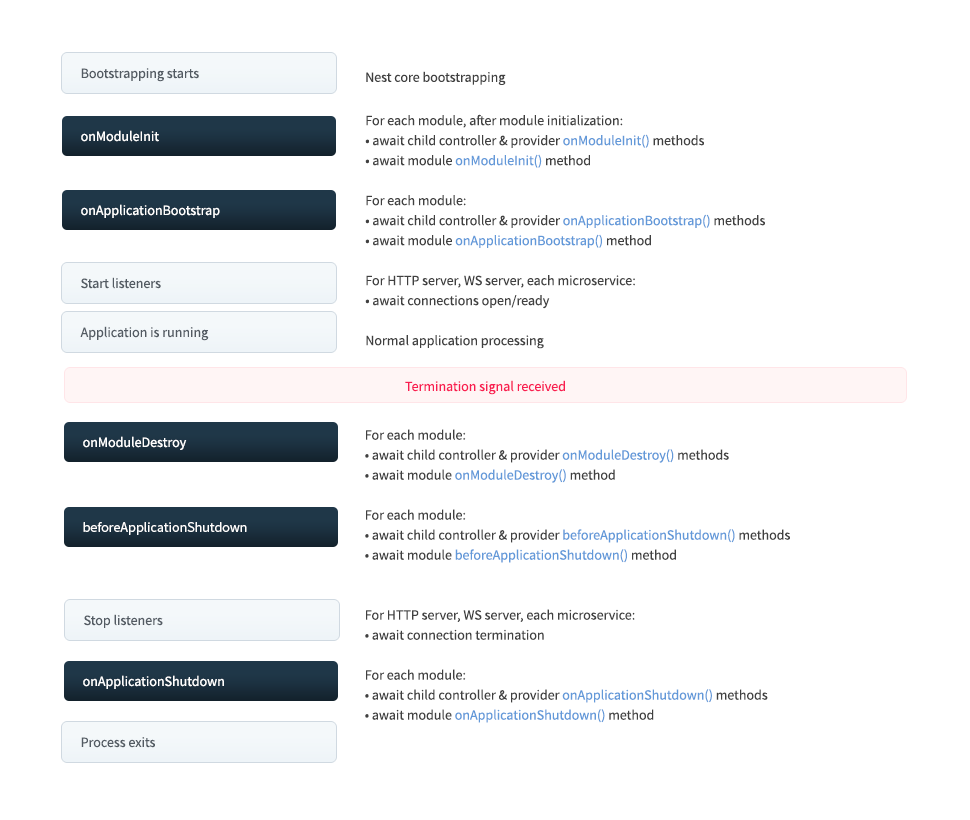 Bootstrapping starts
Nest core bootstrapping
onModuleInit
For each module, after module initialization:
• await child controller & provider onModuleInit() methods
• await module onModuleInit() method
onApplicationBootstrap
For each module:
• await child controller & provider onApplicationBootstrap() methods
• await module onApplicationBootstrap() method
Start listeners
For HTTP server, WS server, each microservice:
• await connections open/ready
Application is running
Normal application processing
Termination signal received
onModuleDestroy
For each module:
• await child controller & provider onModuleDestroy() methods
• await module onModuleDestroy() method
beforeApplicationShutdown
For each module:
• await child controller & provider beforeApplicationShutdown() methods
• await module beforeApplicationShutdown() method
Stop listeners
For HTTP server, WS server, each microservice:
• await connection termination
onApplicationShutdown
For each module:
• await child controller & provider onApplicationShutdown() methods
• await module onApplicationShutdown() method
Process exits